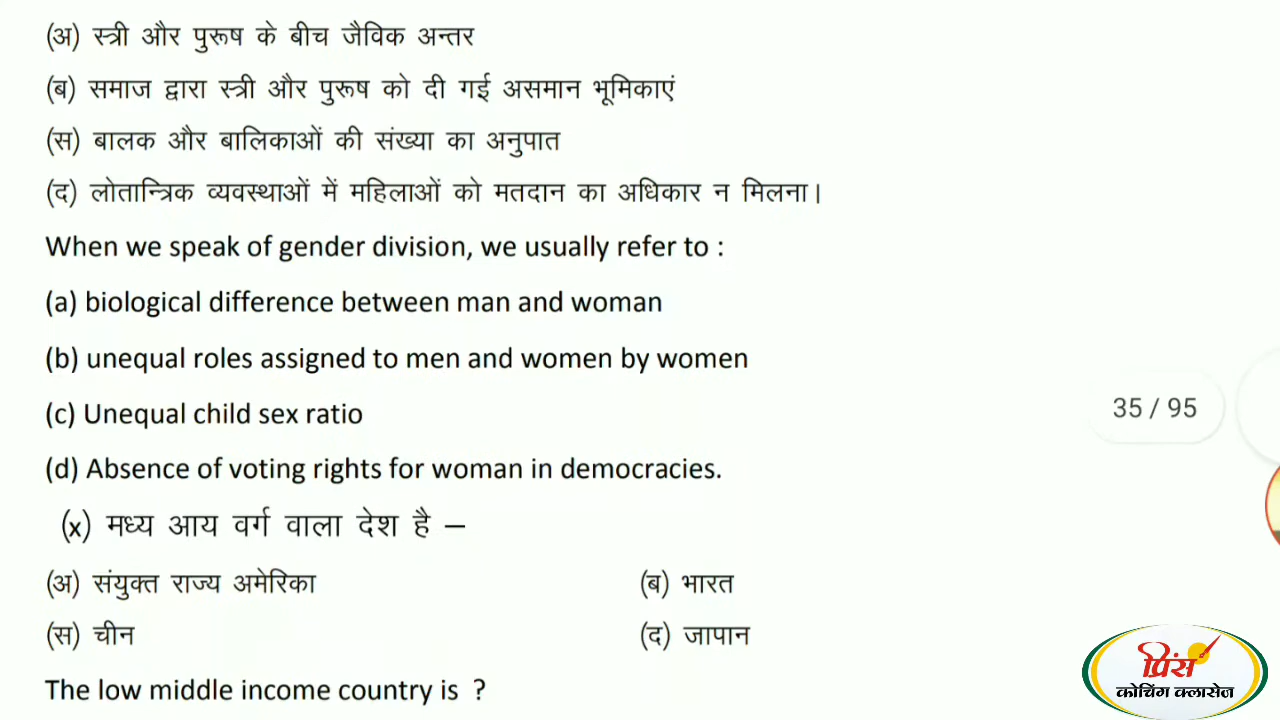 (अ) स्त्री और पुरूष के बीच जैविक अन्तर
(ब) समाज द्वारा स्त्री और पुरूष को दी गई असमान भूमिकाएं
(स) बालक और बालिकाओं की संख्या का अनुपात
(द) लोतान्त्रिक व्यवस्थाओं में महिलाओं को मतदान का अधिकार न मिलना।
When we speak of gender division, we usually refer to :
(a) biological difference between man and woman
(b) unequal roles assigned to men and women by women
(c) Unequal child sex ratio
35 / 95
(d) Absence of voting rights for woman in democracies.
(x) मध्य आय वर्ग वाला देश है –
(अ) संयुक्त राज्य अमेरिका (ब) भारत
(स) चीन (द) जापान
The low middle income country is ?
प्रिंस
कोचिंग क्लासेज